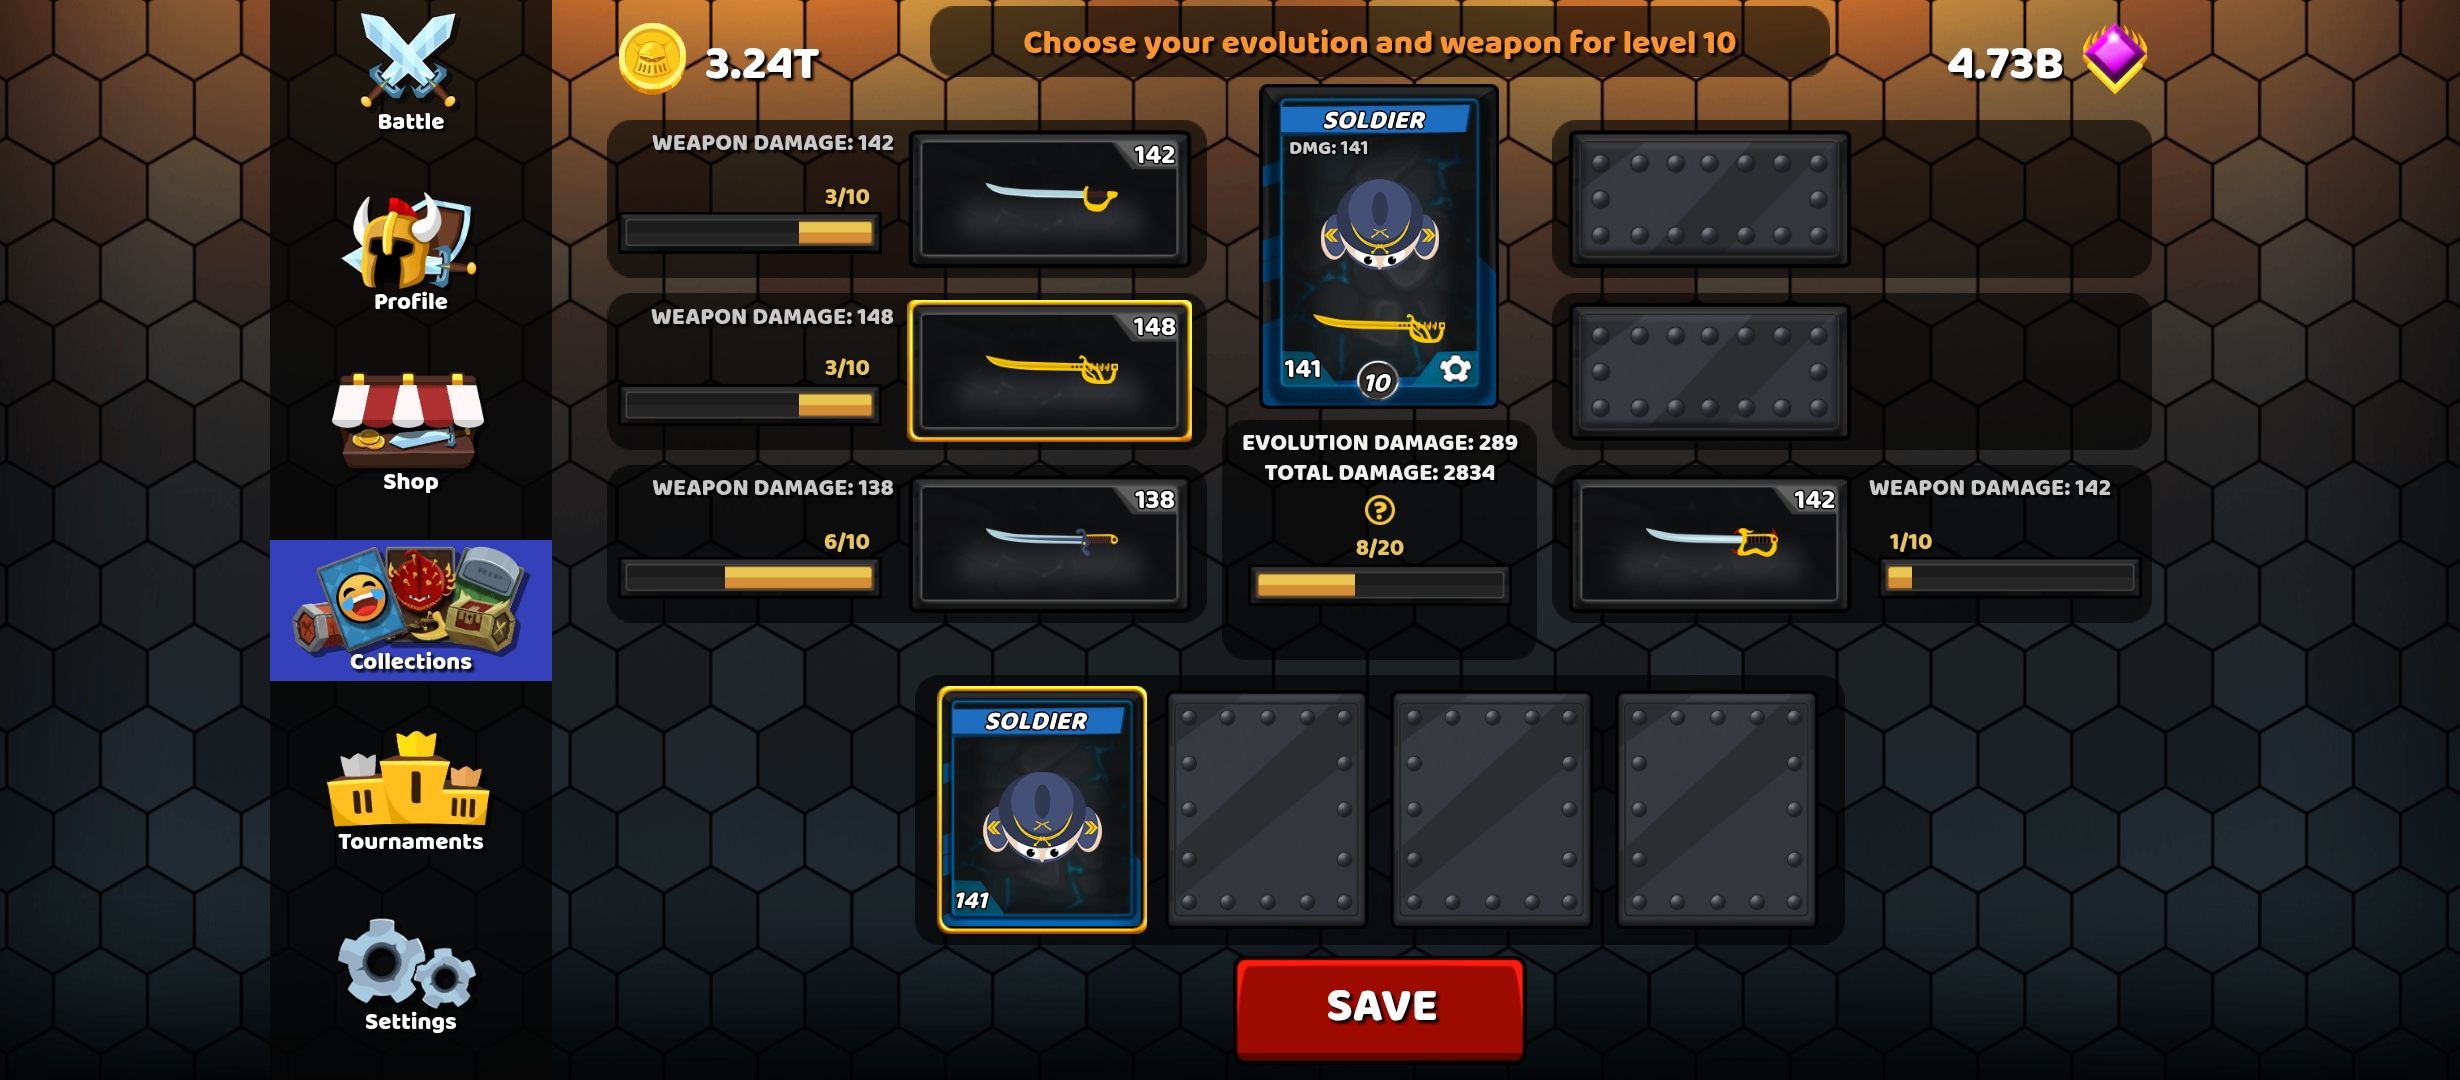 Battle
Profile
Shop
RIP
Collections
Tournaments
Settings
3.24T
Choose your evolution and weapon for level 10
4.73B
WEAPON DAMAGE: 142
3/10
142
WEAPON DAMAGE: 148
3/10
148
WEAPON DAMAGE: 138
6/10
138
SOLDIER
DMG: 141
141
10
EVOLUTION DAMAGE: 289
TOTAL DAMAGE: 2834
?
8/20
142
WEAPON DAMAGE: 142
1/10
SOLDIER
141
SAVE